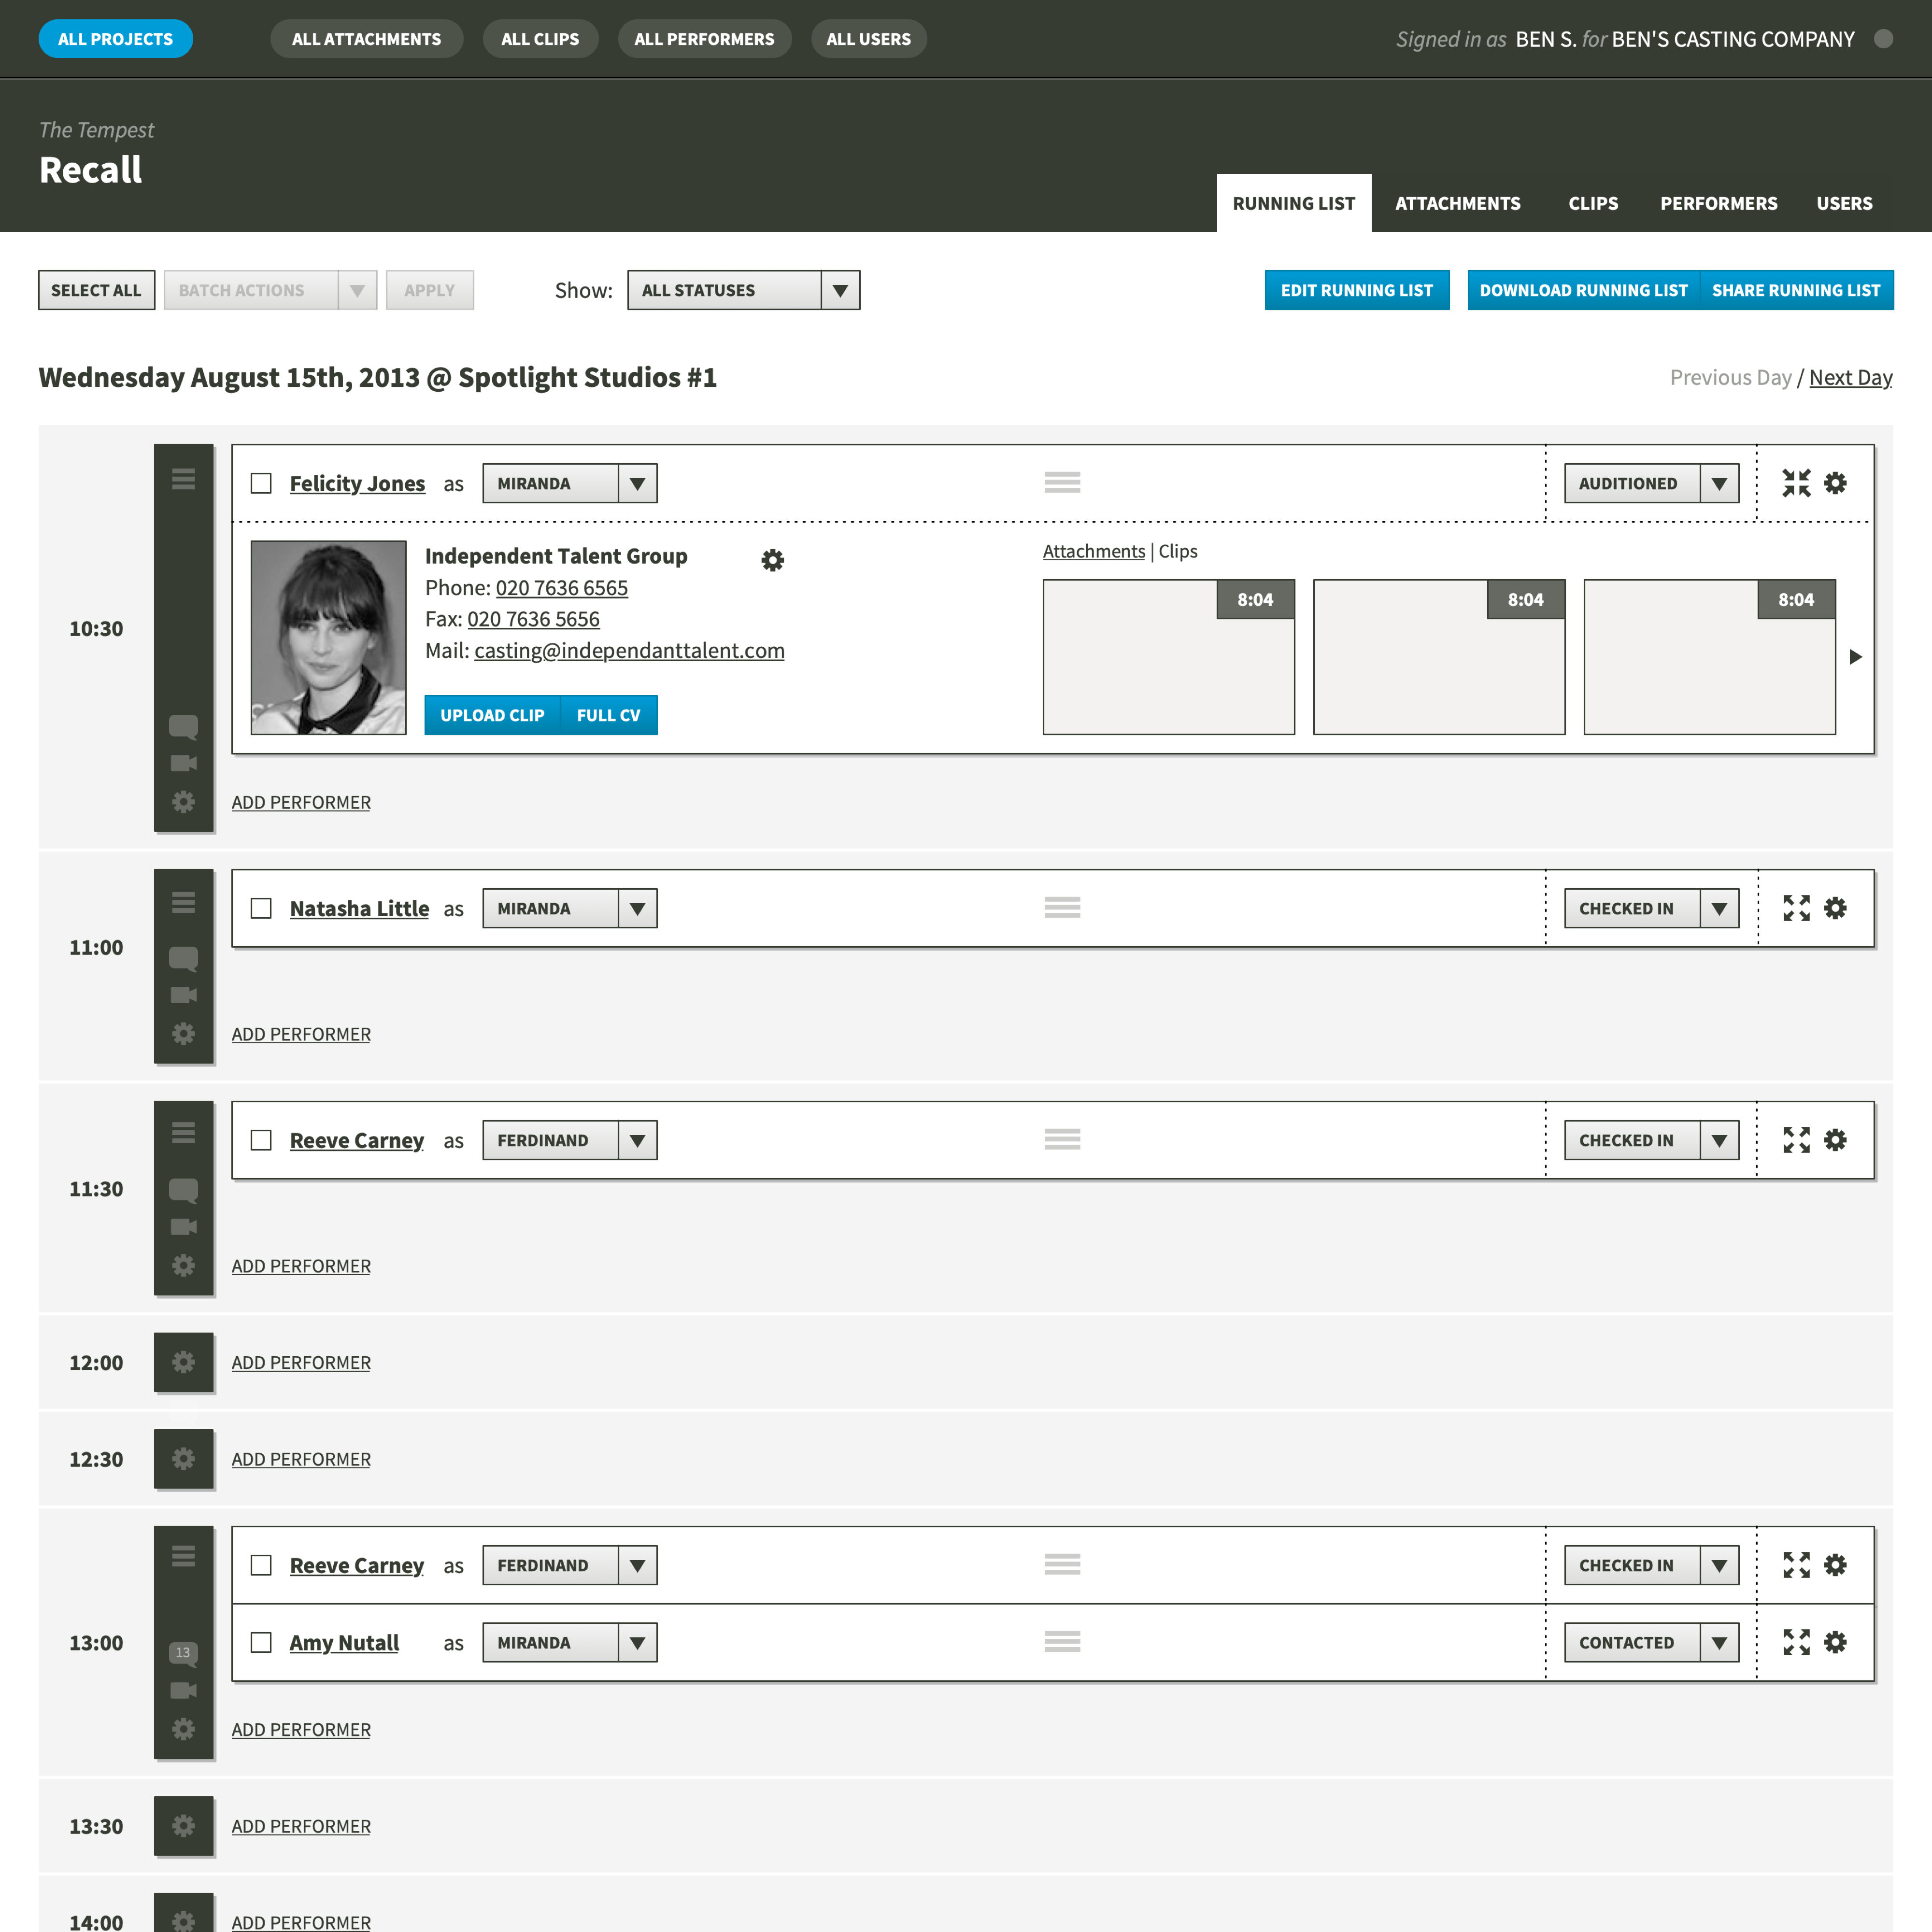 ALL PROJECTS ALL ATTACHMENTS ALL CLIPS ALL PERFORMERS ALL USERS Signed in as BEN S. for BEN'S CASTING COMPANY
The Tempest
Recall
RUNNING LIST ATTACHMENTS CLIPS PERFORMERS USERS
SELECT ALL BATCH ACTIONS APPLY Show: ALL STATUSES EDIT RUNNING LIST DOWNLOAD RUNNING LIST SHARE RUNNING LIST
Wednesday August 15th, 2013 @ Spotlight Studios #1 Previous Day / Next Day
Felicity Jones as MIRANDA AUDITIONED
Independent Talent Group Attachments | Clips
Phone: 020 7636 6565 8:04 8:04 8:04
10:30 Fax: 020 7636 5656
Mail: casting@independanttalent.com
UPLOAD CLIP FULL CV
ADD PERFORMER
Natasha Little as MIRANDA CHECKED IN
11:00
ADD PERFORMER
Reeve Carney as FERDINAND CHECKED IN
11:30
ADD PERFORMER
12:00 ADD PERFORMER
12:30 ADD PERFORMER
Reeve Carney as FERDINAND CHECKED IN
13:00 Amy Nutall as MIRANDA CONTACTED
13
ADD PERFORMER
13:30 ADD PERFORMER
14:00 ADD PERFORMER